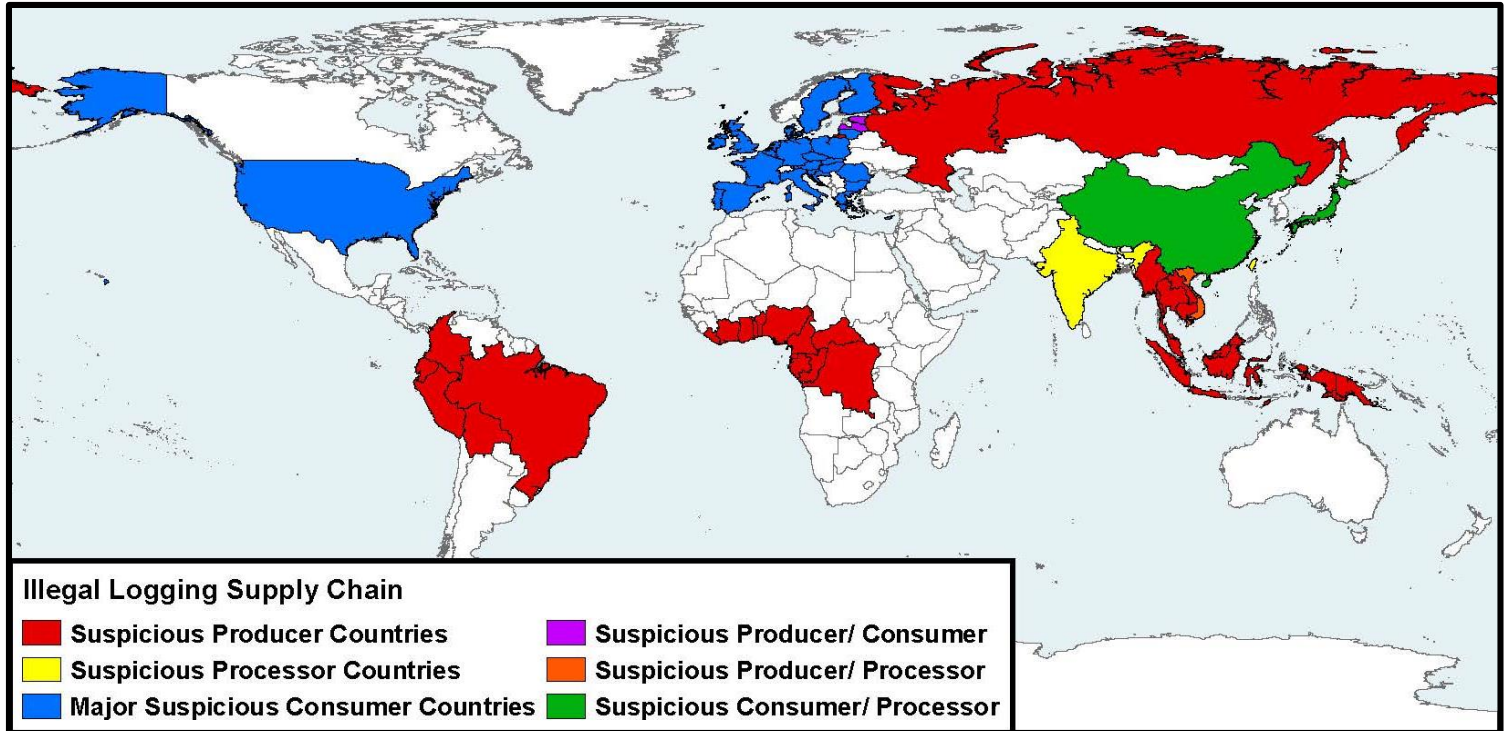 Illegal Logging Supply Chain
Suspicious Producer Countries
Suspicious Processor Countries
Major Suspicious Consumer Countries
Suspicious Producer/ Consumer
Suspicious Producer/ Processor
Suspicious Consumer/ Processor